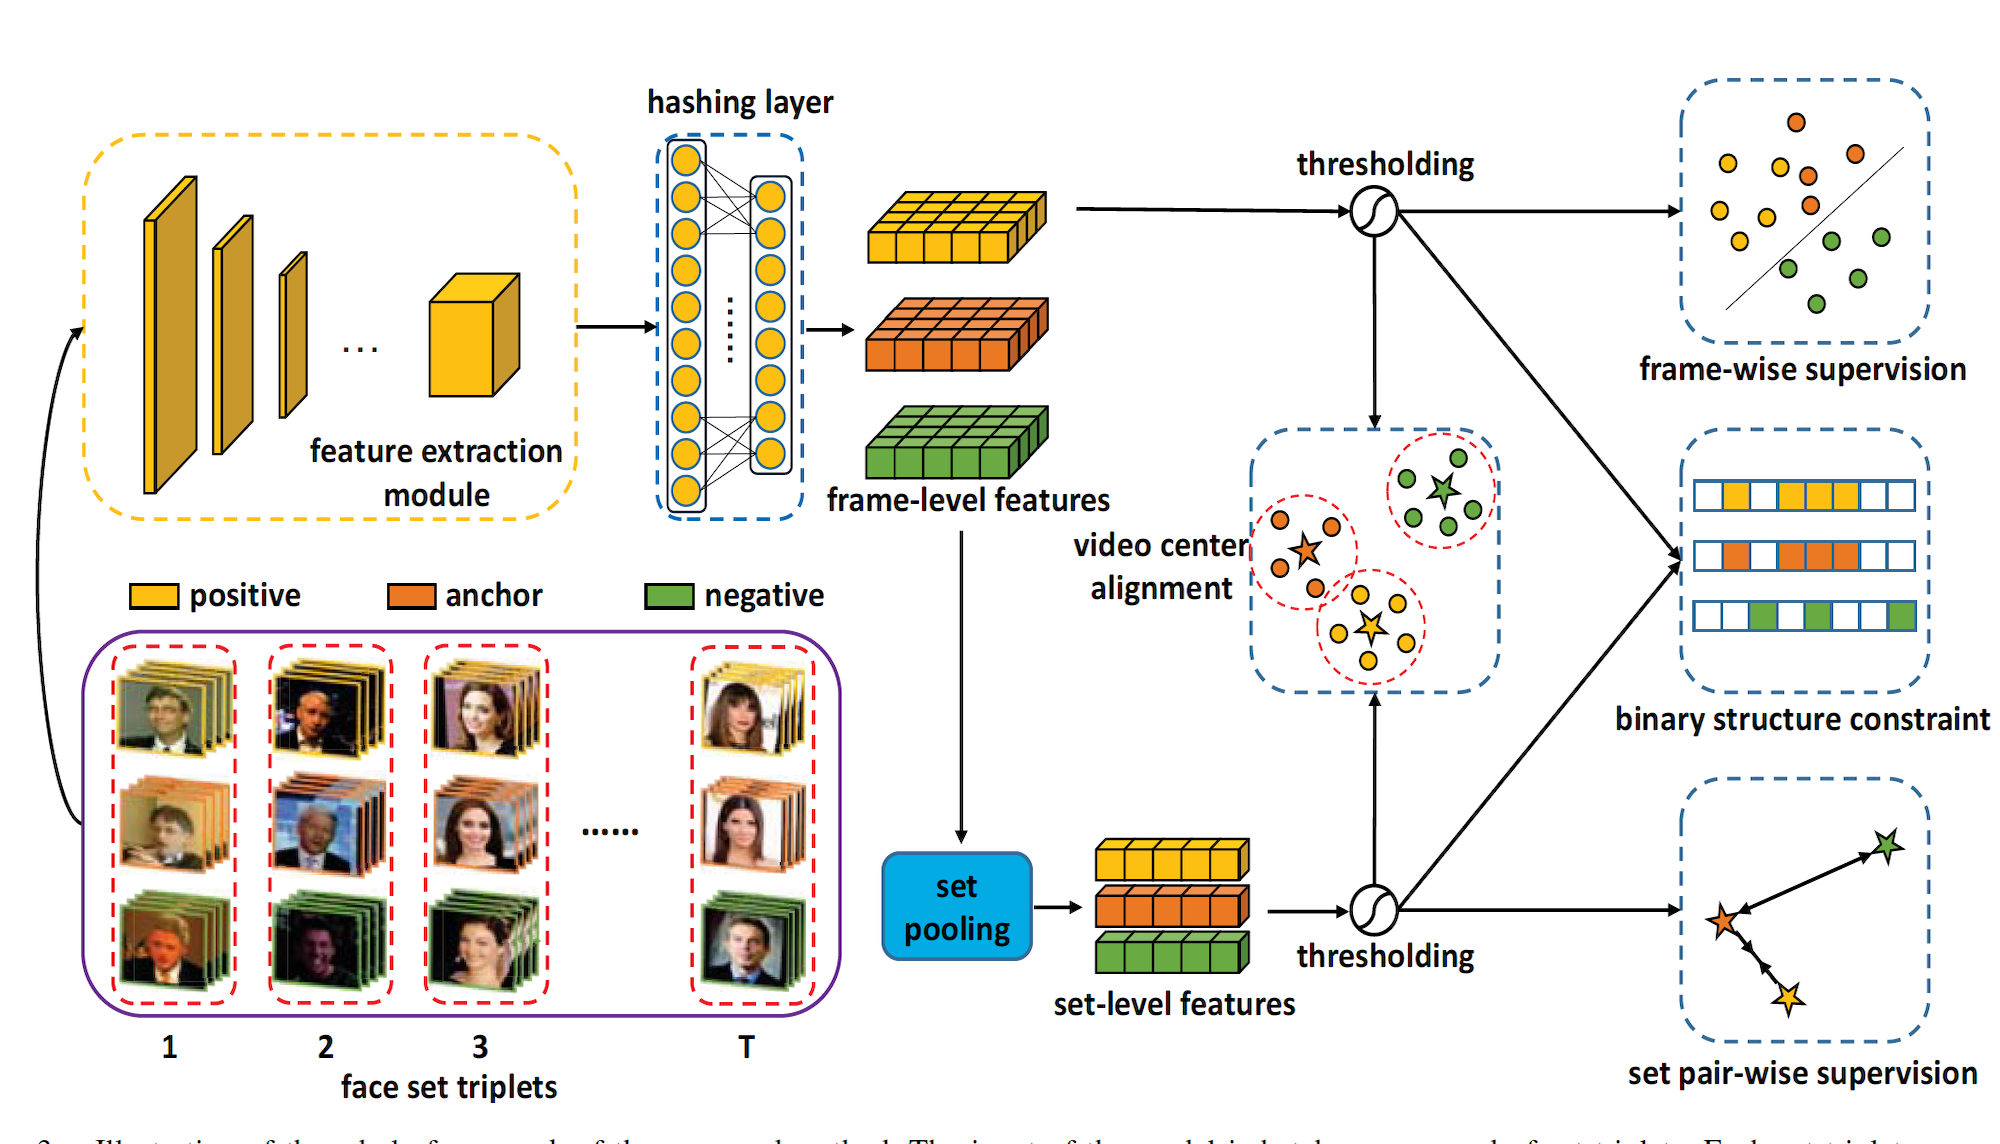 hashing layer
thresholding
feature extraction
module
frame-level features
frame-wise supervision
video center
alignment
positive
anchor
negative
binary structure constraint
set
pooling
thresholding
set-level features
1
2
3
T
face set triplets
set pair-wise supervision